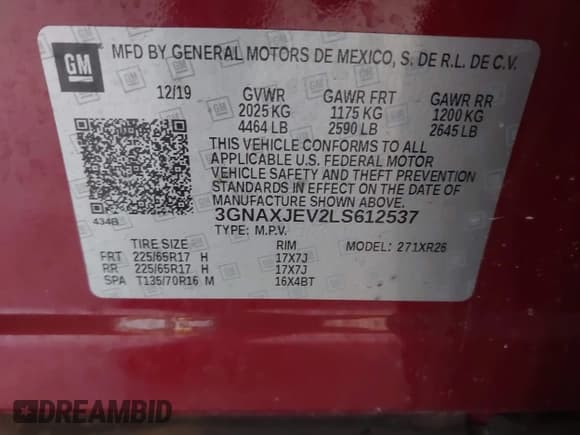 GM
MFD BY GENERAL MOTORS DE MEXICO, S. DE R.L. DE C.V.
12/19 GVWR GAWR FRT GAWR RR
2025 KG 1175 KG 1200 KG
4464 LB 2590 LB 2645 LB
THIS VEHICLE CONFORMS TO ALL
APPLICABLE U.S. FEDERAL MOTOR
VEHICLE SAFETY AND THEFT PREVENTION
STANDARDS IN EFFECT ON THE DATE OF
MANUFACTURE SHOWN ABOVE.
434B 3GNAXJEV2LS612537
TYPE: M.P.V.
TIRE SIZE RIM MODEL: 271XR26
FRT 225/65R17 H 17X7J
RR 225/65R17 H 17X7J
SPA T135/70R16 M 16X4BT
DREAMBID